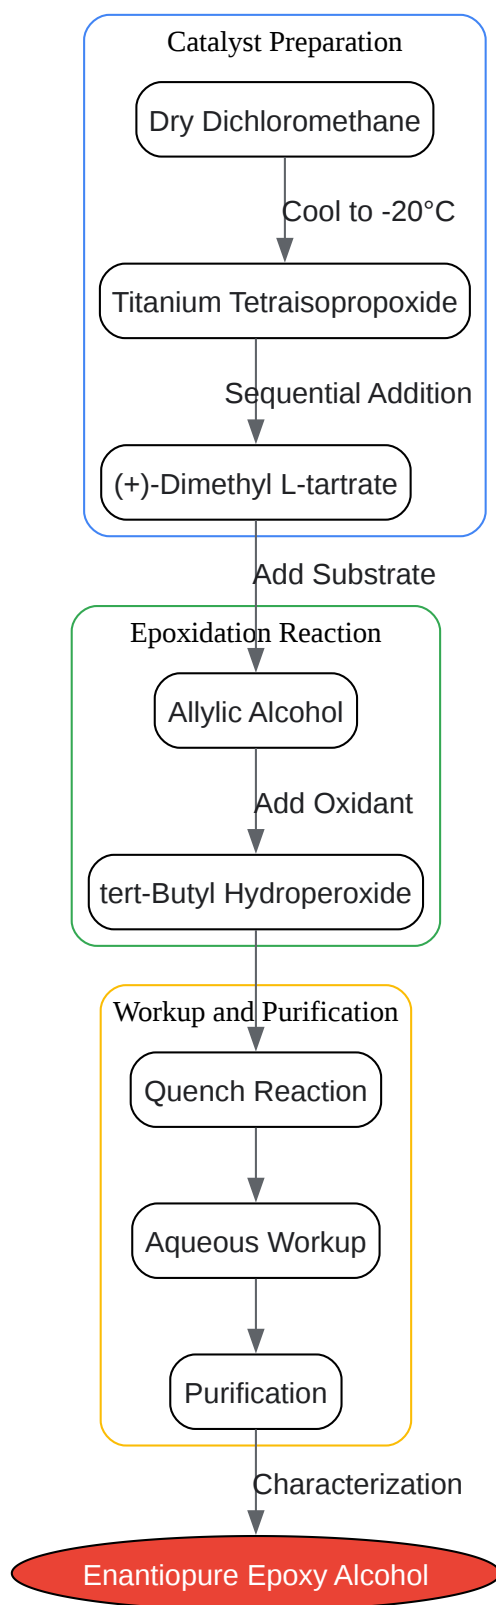 Catalyst Preparation
Dry Dichloromethane
Cool to -20°C
Titanium Tetraisopropoxide
Sequential Addition
(+)-Dimethyl L-tartrate
Add Substrate
Epoxidation Reaction
Allylic Alcohol
Add Oxidant
tert-Butyl Hydroperoxide
Workup and Purification
Quench Reaction
Aqueous Workup
Purification
Characterization
Enantiopure Epoxy Alcohol